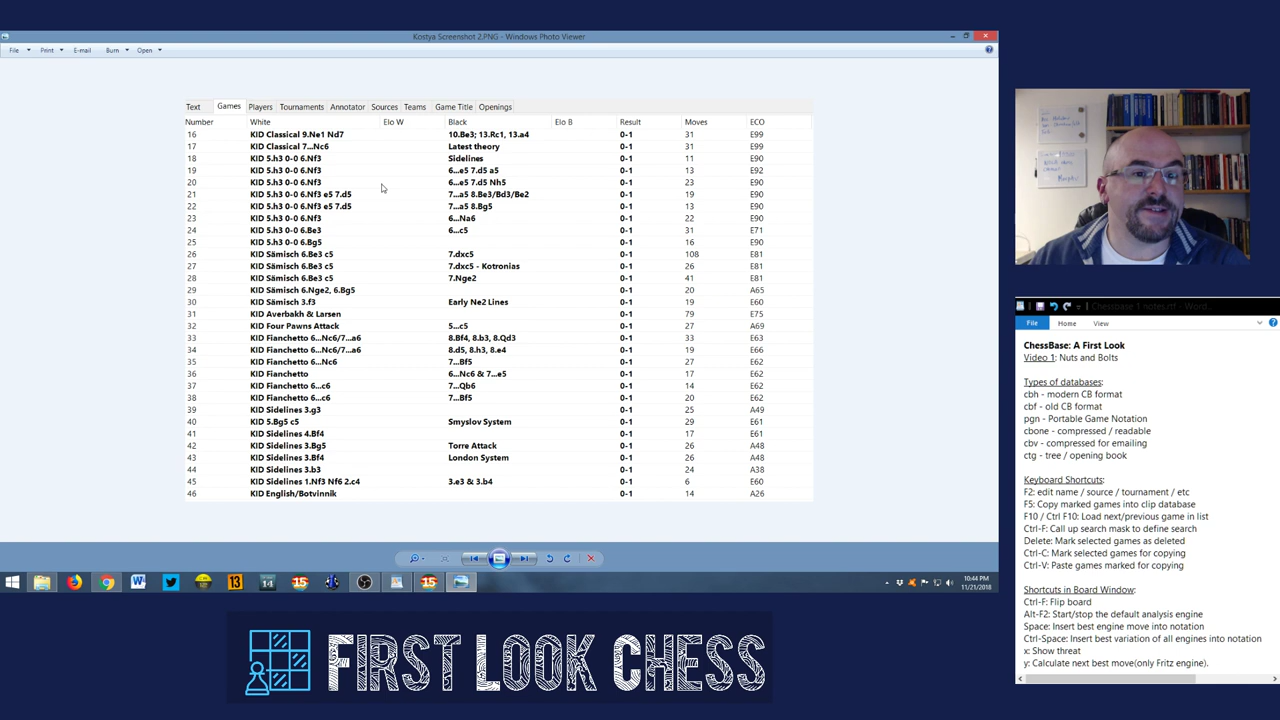 Kostya Screenshot 2.PNG - Windows Photo Viewer
File Print E-mail Burn Open
Text Games Players Tournaments Annotator Sources Teams Game Title Openings
Number White Elo W Black Elo B Result Moves ECO
16 KID Classical 9.Ne1 Nd7 10.Be3; 13.Rc1, 13.a4 0-1 31 E99
17 KID Classical 7...Nc6 Latest theory 0-1 31 E99
18 KID 5.h3 0-0 6.Nf3 Sidelines 0-1 11 E90
19 KID 5.h3 0-0 6.Nf3 6...e5 7.d5 a5 0-1 13 E92
20 KID 5.h3 0-0 6.Nf3 6...e5 7.d5 Nh5 0-1 23 E90
21 KID 5.h3 0-0 6.Nf3 e5 7.d5 7...a5 8.Be3/Bd3/Be2 0-1 27 E90
22 KID 5.h3 0-0 6.Nf3 e5 7.d5 7...a5 8.Bg5 0-1 13 E90
23 KID 5.h3 0-0 6.Nf3 6...Na6 0-1 22 E90
24 KID 5.h3 0-0 6.Be3 6...c5 0-1 31 E71
25 KID 5.h3 0-0 6.Bg5 0-1 16 E90
26 KID Sämisch 6.Be3 c5 7.dxc5 0-1 108 E81
27 KID Sämisch 6.Be3 c5 7.dxc5 - Kotronias 0-1 26 E81
28 KID Sämisch 6.Be3 c5 7.Nge2 0-1 41 E81
29 KID Sämisch 6.Nge2, 6.Bg5 0-1 20 A65
30 KID Sämisch 3.f3 Early Ne2 Lines 0-1 19 E60
31 KID Averbakh & Larsen 0-1 79 E75
32 KID Four Pawns Attack 5...c5 0-1 27 A69
33 KID Fianchetto 6...Nc6/7...a6 8.Bf4, 8.b3, 8.Qd3 0-1 33 E63
34 KID Fianchetto 6...Nc6/7...a6 8.d5, 8.h3, 8.e4 0-1 19 E66
35 KID Fianchetto 6...Nc6 7...Bf5 0-1 27 E62
36 KID Fianchetto 6...Nc6 & 7...e5 0-1 17 E62
37 KID Fianchetto 6...c6 7...Qb6 0-1 14 E62
38 KID Fianchetto 6...c6 7...Bf5 0-1 20 E62
39 KID Sidelines 3.g3 0-1 25 A49
40 KID 5.Bg5 c5 Smyslov System 0-1 29 E61
41 KID Sidelines 4.Bf4 0-1 17 E61
42 KID Sidelines 3.Bg5 Torre Attack 0-1 26 A48
43 KID Sidelines 3.Bf4 London System 0-1 26 A48
44 KID Sidelines 3.b3 0-1 24 A38
45 KID Sidelines 1.Nf3 Nf6 2.c4 3.e3 & 3.b4 0-1 6 E60
46 KID English/Botvinnik 0-1 14 A26
13 14 15 15
10:44 PM
11/21/2018
FIRST LOOK CHESS
Chessbase 1 notes.rtf - Word...
File Home View
ChessBase: A First Look
Video 1: Nuts and Bolts
Types of databases:
cbh - modern CB format
cbf - old CB format
pgn - Portable Game Notation
cbone - compressed / readable
cbv - compressed for emailing
ctg - tree / opening book
Keyboard Shortcuts:
F2: edit name / source / tournament / etc
F5: Copy marked games into clip database
F10 / Ctrl F10: Load next/previous game in list
Ctrl-F: Call up search mask to define search
Delete: Mark selected games as deleted
Ctrl-C: Mark selected games for copying
Ctrl-V: Paste games marked for copying
Shortcuts in Board Window:
Ctrl-F: Flip board
Alt-F2: Start/stop the default analysis engine
Space: Insert best engine move into notation
Ctrl-Space: Insert best variation of all engines into notation
x: Show threat
y: Calculate next best move(only Fritz engine).